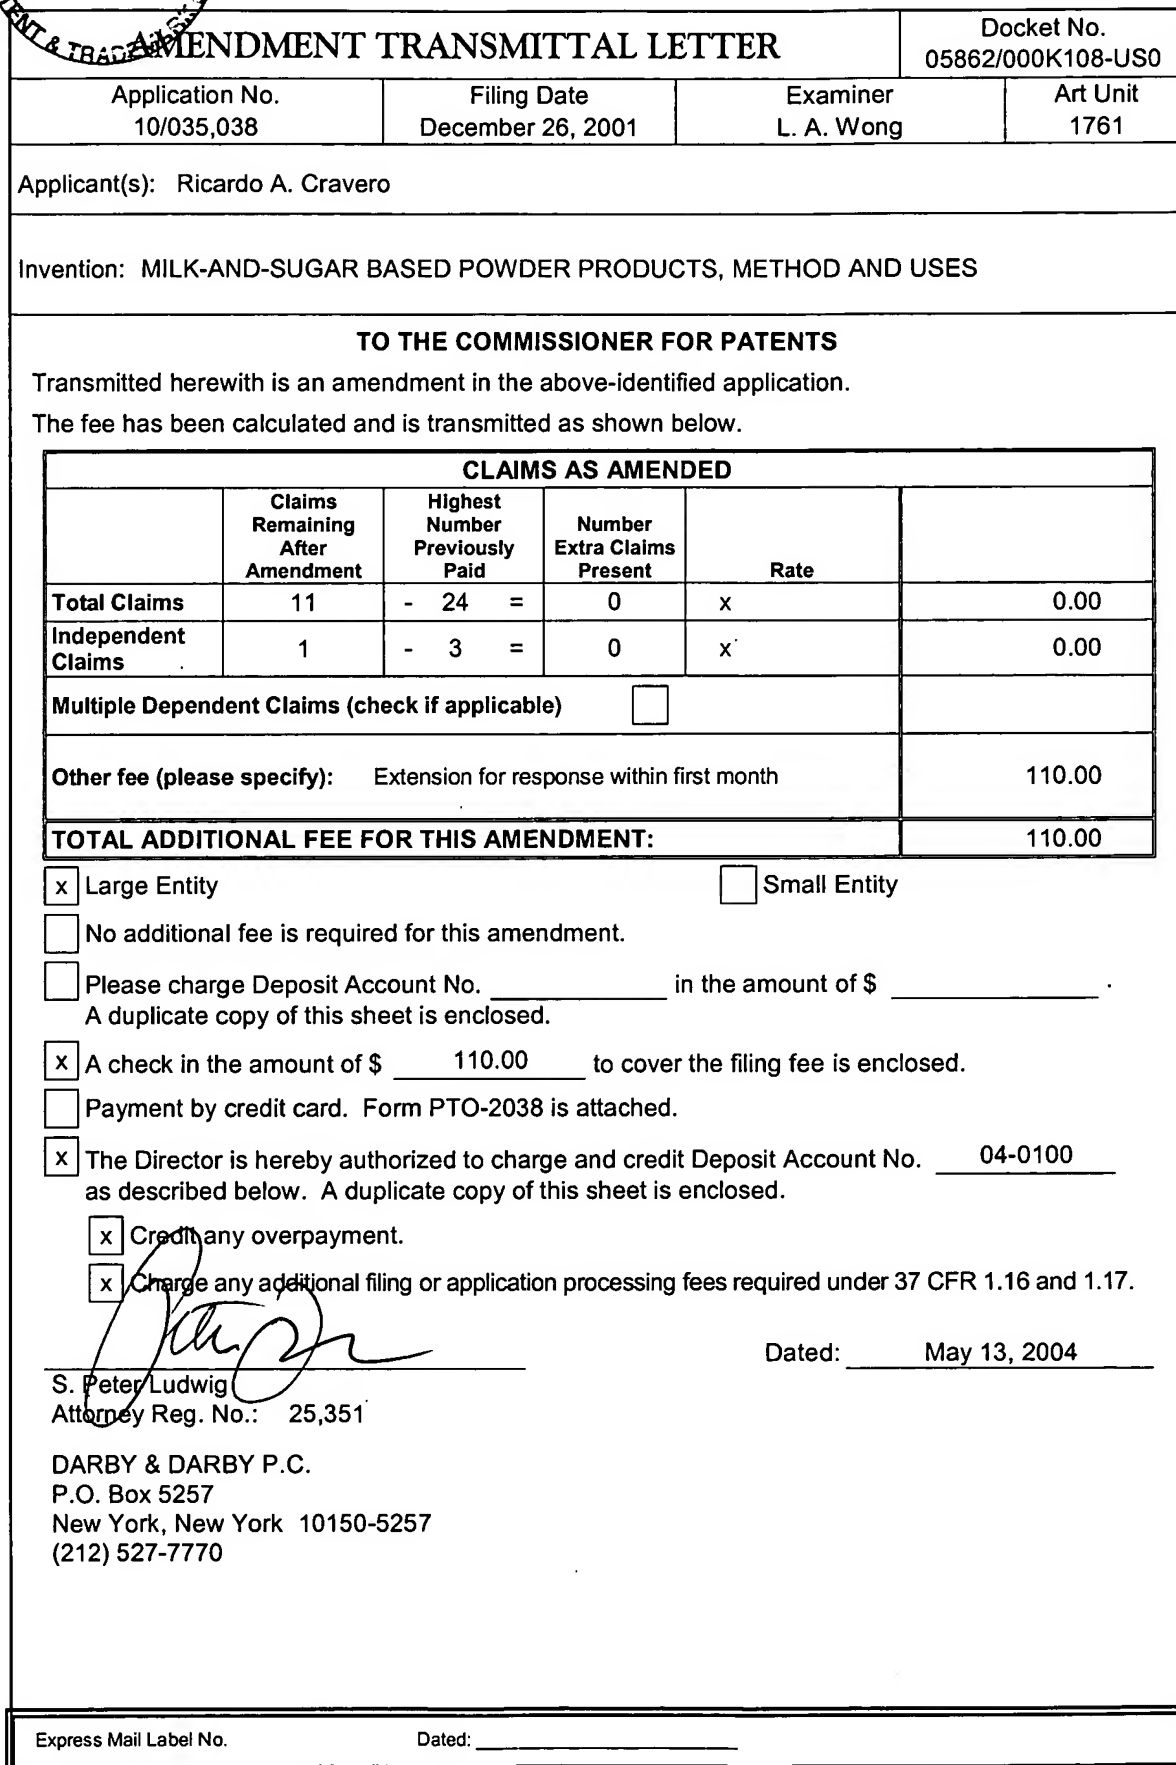 ENT & TRADEMARK
AMENDMENT TRANSMITTAL LETTER
Docket No.
05862/000K108-US0
Application No.
10/035,038
Filing Date
December 26, 2001
Examiner
L. A. Wong
Art Unit
1761
Applicant(s): Ricardo A. Cravero
Invention: MILK-AND-SUGAR BASED POWDER PRODUCTS, METHOD AND USES
TO THE COMMISSIONER FOR PATENTS
Transmitted herewith is an amendment in the above-identified application.
The fee has been calculated and is transmitted as shown below.
CLAIMS AS AMENDED
Claims
Remaining
After
Amendment
Highest
Number
Previously
Paid
Number
Extra Claims
Present
Rate
Total Claims 11 - 24 = 0 x 0.00
Independent
Claims 1 - 3 = 0 x 0.00
Multiple Dependent Claims (check if applicable)
Other fee (please specify): Extension for response within first month 110.00
TOTAL ADDITIONAL FEE FOR THIS AMENDMENT: 110.00
x Large Entity Small Entity
No additional fee is required for this amendment.
Please charge Deposit Account No. in the amount of $ .
A duplicate copy of this sheet is enclosed.
x A check in the amount of $ 110.00 to cover the filing fee is enclosed.
Payment by credit card. Form PTO-2038 is attached.
x The Director is hereby authorized to charge and credit Deposit Account No. 04-0100
as described below. A duplicate copy of this sheet is enclosed.
x Credit any overpayment.
x Charge any additional filing or application processing fees required under 37 CFR 1.16 and 1.17.
Dated: May 13, 2004
S. Peter Ludwig
Attorney Reg. No.: 25,351
DARBY & DARBY P.C.
P.O. Box 5257
New York, New York 10150-5257
(212) 527-7770
Express Mail Label No. Dated: